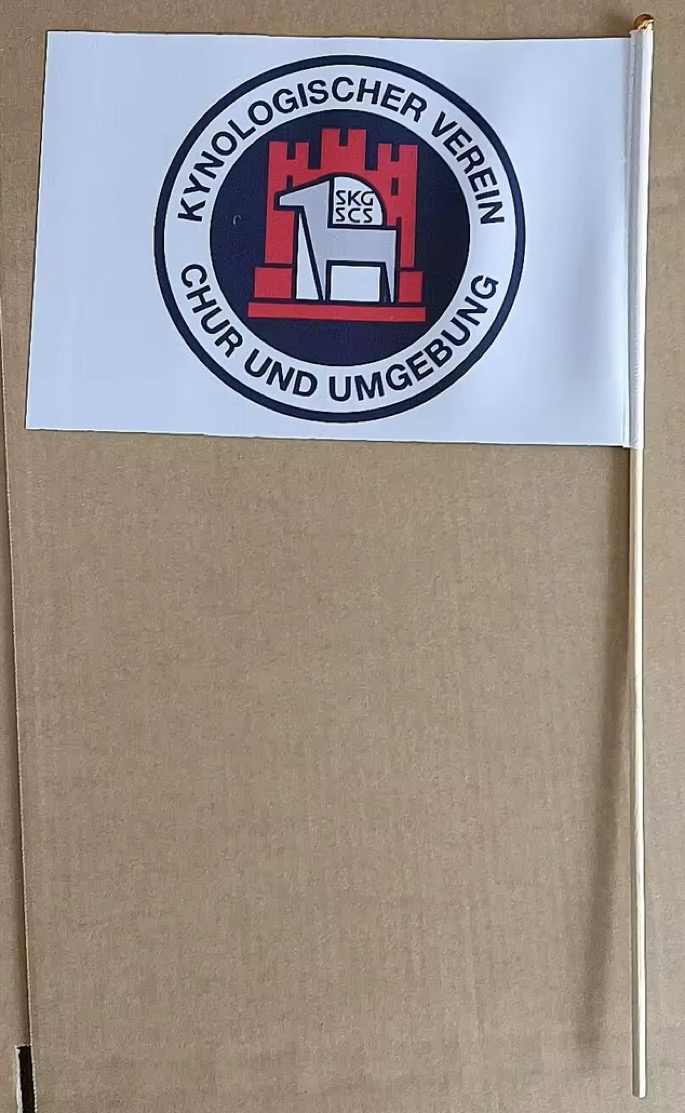 KYNOLOGISCHER VEREIN
SKG
SCS
CHUR UND UMGEBUNG